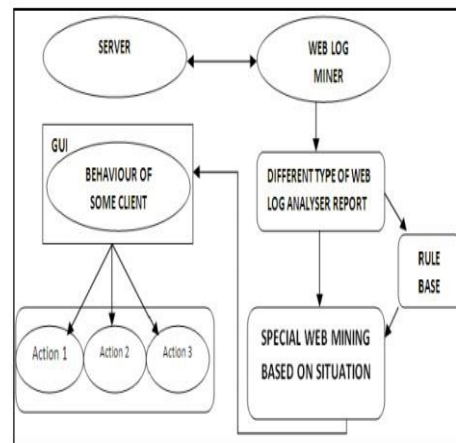 SERVER
WEB LOG
MINER
GUI
BEHAVIOUR OF
SOME CLIENT
DIFFERENT TYPE OF WEB
LOG ANALYSER REPORT
RULE
BASE
SPECIAL WEB MINING
BASED ON SITUATION
Action 1
Action 2
Action 3